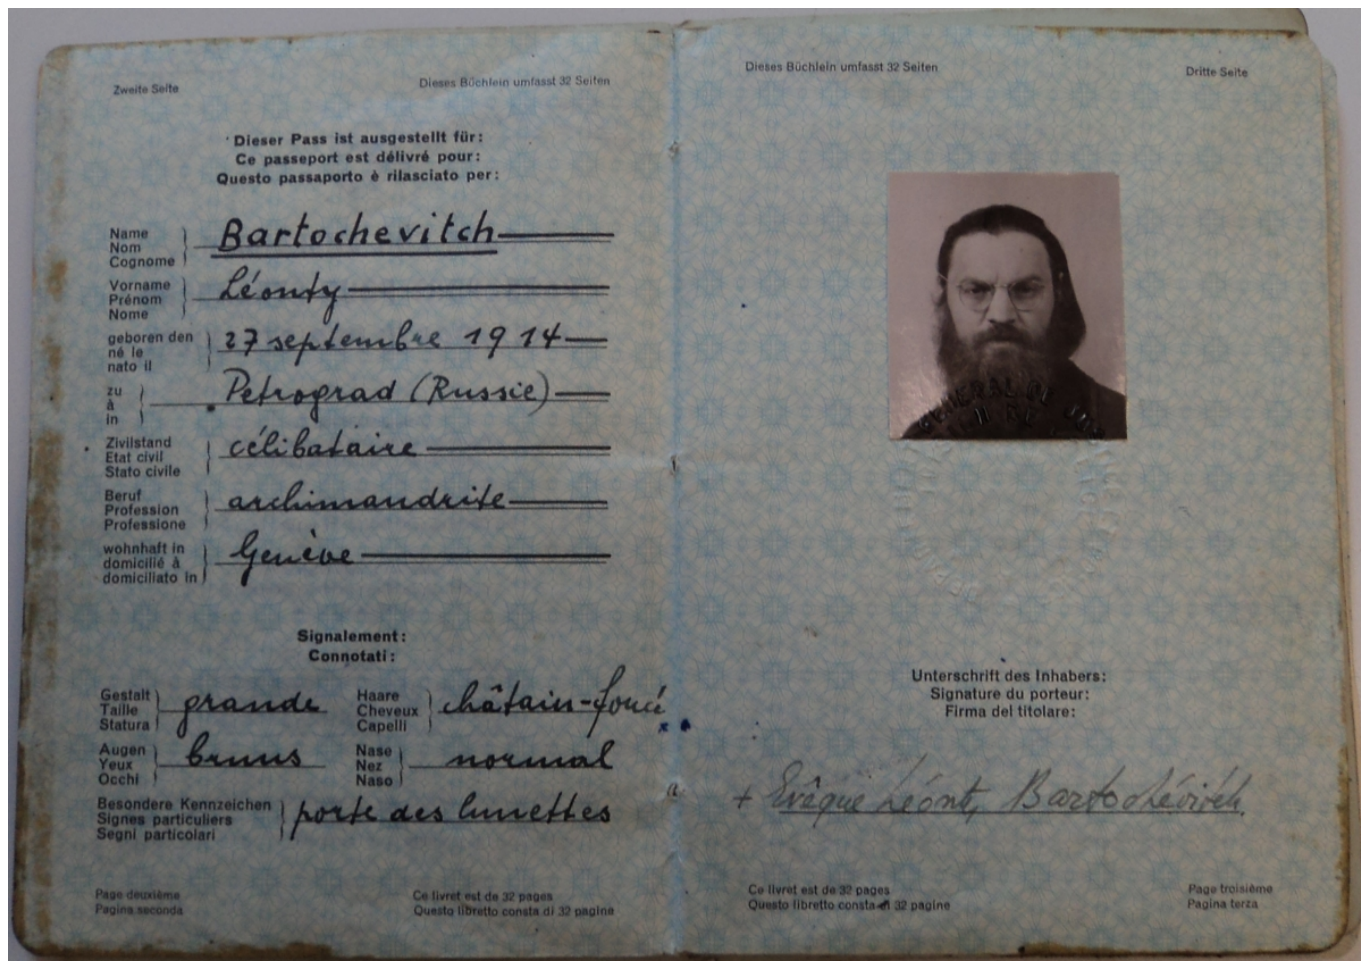 Zweite Seite
Dieses Büchlein umfasst 32 Seiten
Dieser Pass ist ausgestellt für:
Ce passeport est délivré pour:
Questo passaporto è rilasciato per:
Name
Nom
Cognome
Bartochevitch
Vorname
Prénom
Nome
Léonty
geboren den
né le
nato il
27 septembre 1914
zu
à
in
Petrograd (Russie)
Zivilstand
Etat civil
Stato civile
célibataire
Beruf
Profession
Professione
archimandrite
wohnhaft in
domicilié à
domiciliato in
Genève
Signalement:
Connotati:
Gestalt
Taille
Statura
grande
Haare
Cheveux
Capelli
châtain-foncé
Augen
Yeux
Occhi
bruns
Nase
Nez
Naso
normal
Besondere Kennzeichen
Signes particuliers
Segni particolari
porte des lunettes
Page deuxième
Pagina seconda
Ce livret est de 32 pages
Questo libretto consta di 32 pagine
Dieses Büchlein umfasst 32 Seiten
Dritte Seite
Unterschrift des Inhabers:
Signature du porteur:
Firma del titolare:
+ Evêque Léonty Bartochévitch
Ce livret est de 32 pages
Questo libretto consta di 32 pagine
Page troisième
Pagina terza